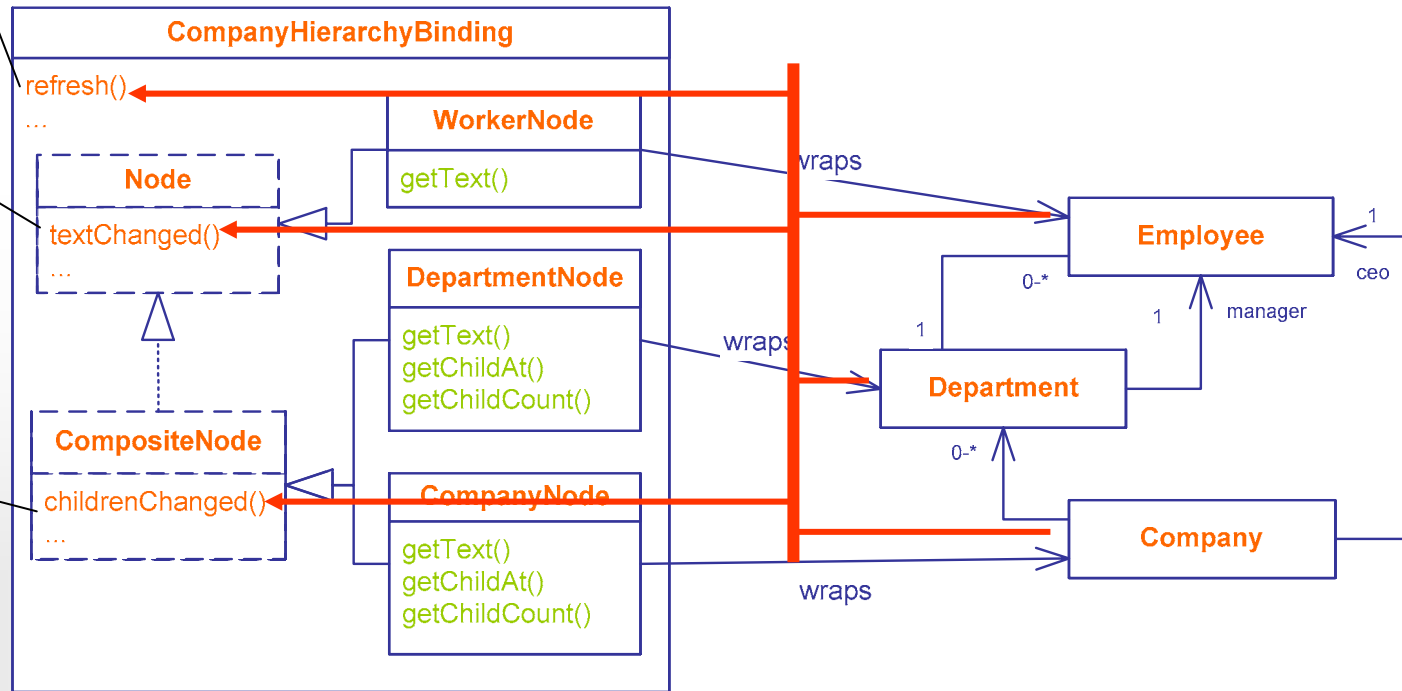 CompanyHierarchyBinding
refresh()
...
WorkerNode
getText()
Node
textChanged()
...
DepartmentNode
getText()
getChildAt()
getChildCount()
CompositeNode
childrenChanged()
...
CompanyNode
getText()
getChildAt()
getChildCount()
wraps
wraps
wraps
Employee
1
ceo
0-*
1
1
manager
Department
0-*
Company